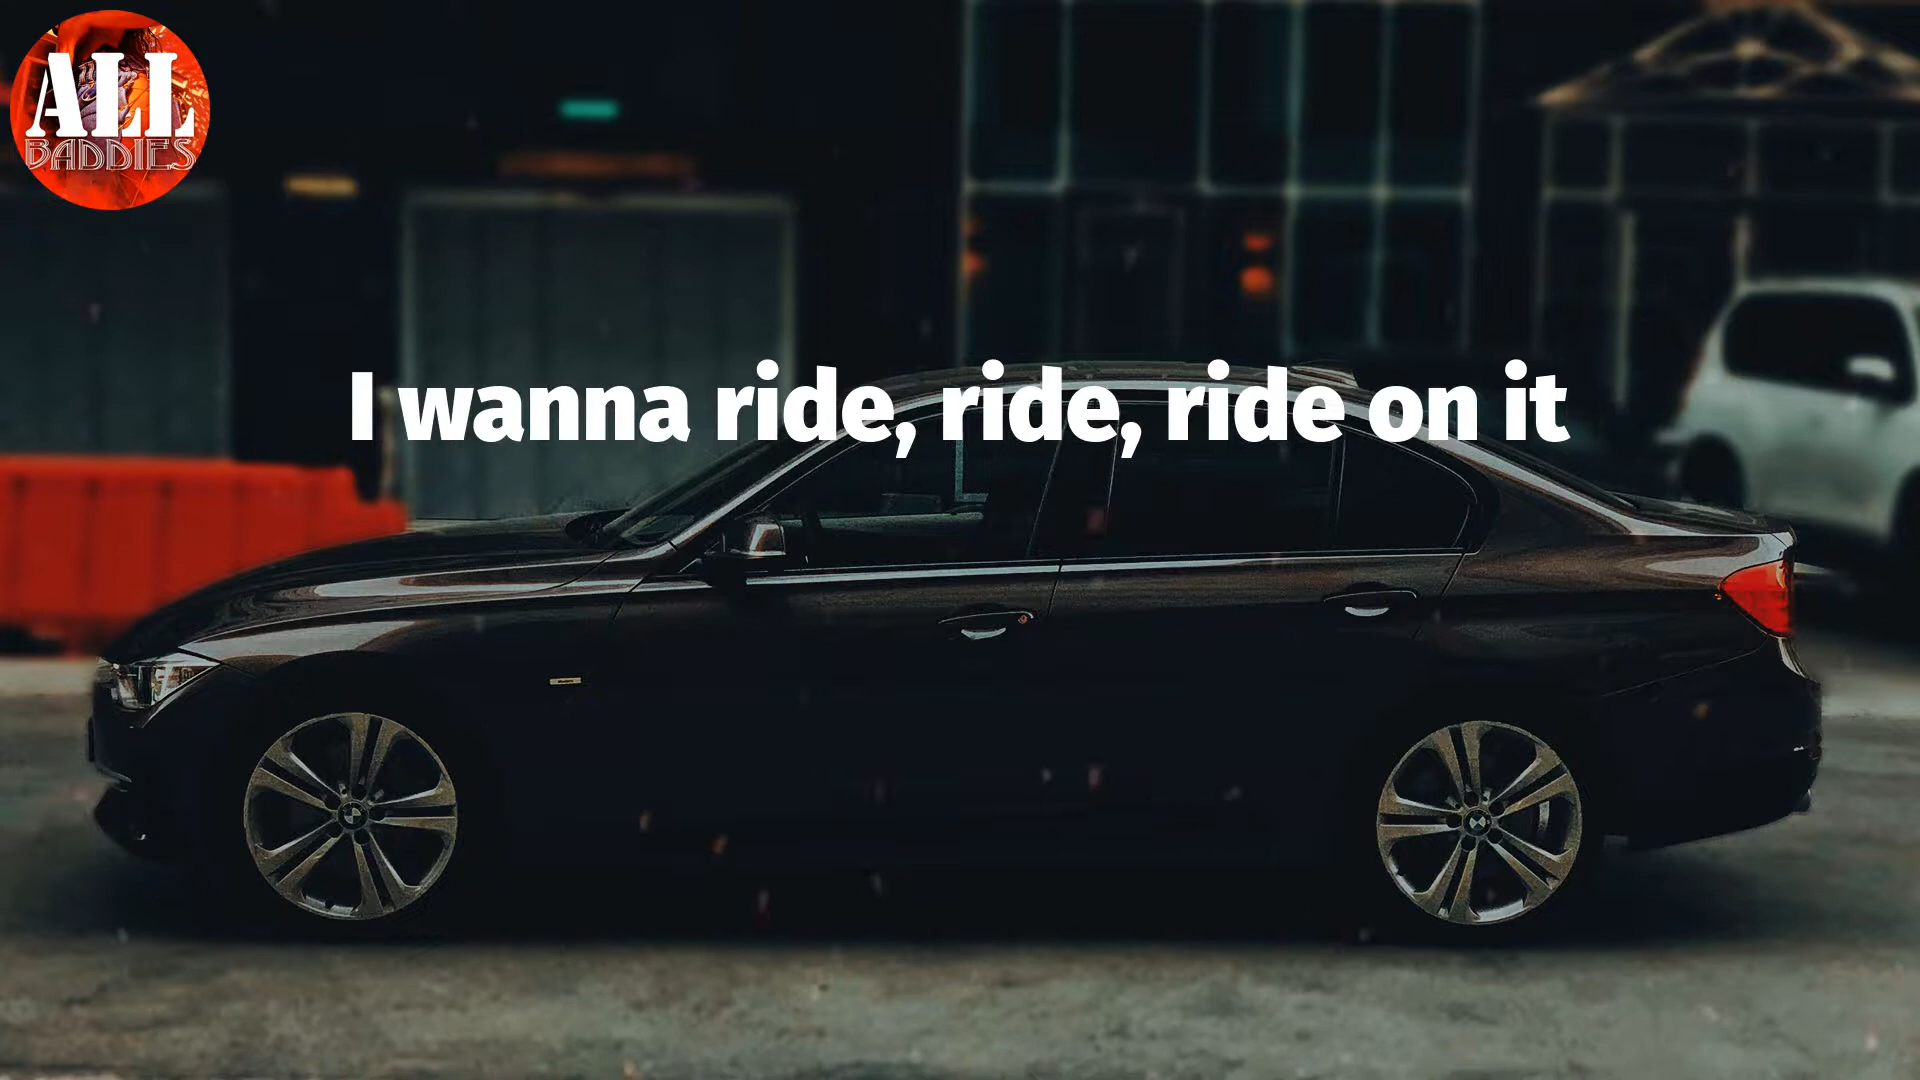 ALL
BADDIES
I wanna ride, ride, ride on it